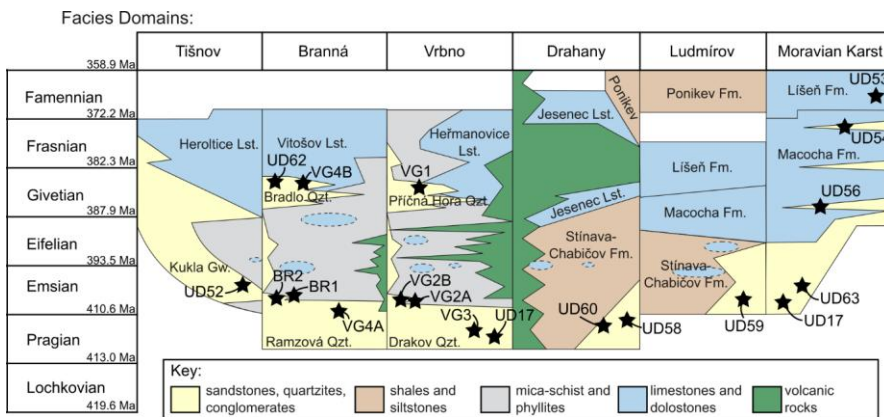 Facies Domains:
Tišnov Branná Vrbno Drahany Ludmírov Moravian Karst
358.9 Ma
Famennian
372.2 Ma
Frasnian
382.3 Ma
Givetian
387.9 Ma
Eifelian
393.5 Ma
Emsian
410.6 Ma
Pragian
413.0 Ma
Lochkovian
419.6 Ma
Heroltice Lst.
Kukla Gw.
UD52
Vitošov Lst.
UD62
VG4B
Bradlo Qzt.
BR2
BR1
VG4A
Ramzová Qzt.
Heřmanovice
Lst.
VG1
Příčná Hora Qzt.
VG2B
VG2A
VG3
UD17
Drakov Qzt.
Ponikev
Jesenec Lst.
Jesenec Lst.
Stínava-
Chabičov Fm.
UD60
UD58
Ponikev Fm.
Líšeň Fm.
Macocha Fm.
Stínava-
Chabičov Fm.
UD59
UD53
Líšeň Fm.
UD54
Macocha Fm.
UD56
UD63
UD17
Key:
sandstones, quartzites,
conglomerates
shales and
siltstones
mica-schist and
phyllites
limestones and
dolostones
volcanic
rocks